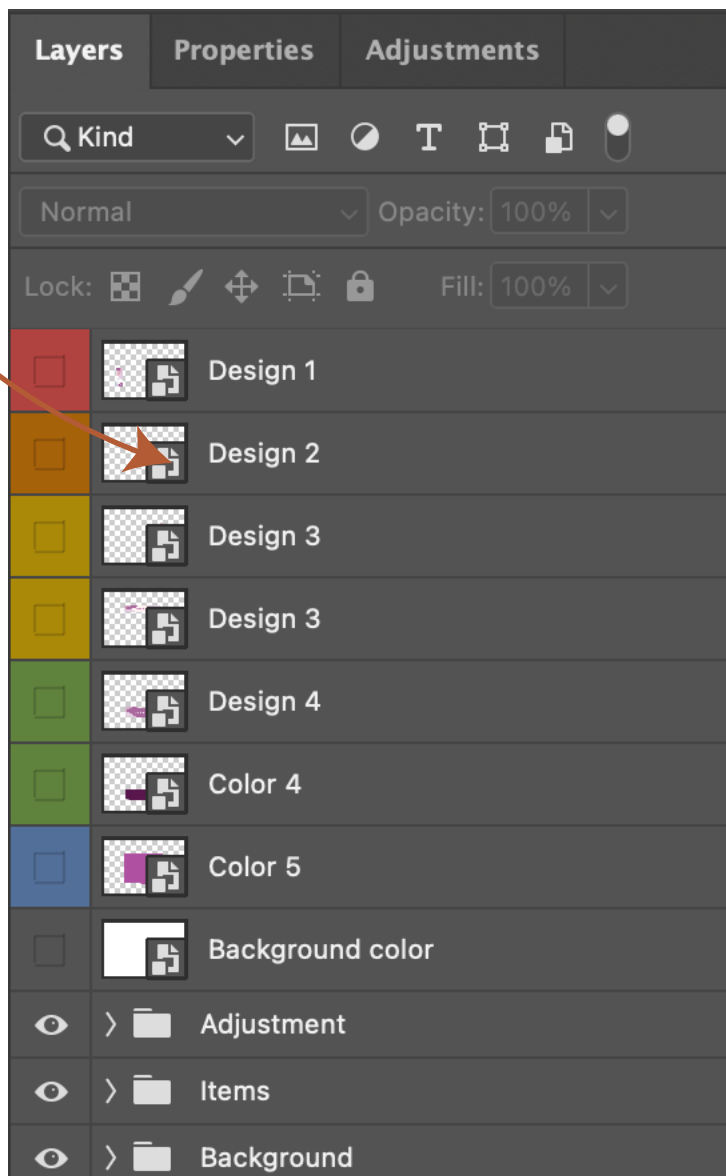 Layers Properties Adjustments
Kind
Normal Opacity: 100%
Lock: Fill: 100%
Design 1
Design 2
Design 3
Design 3
Design 4
Color 4
Color 5
Background color
Adjustment
Items
Background